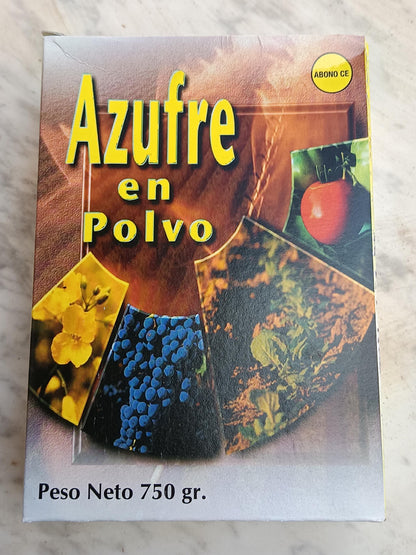 ABONO CE
Azufre
en
Polvo
Peso Neto 750 gr.